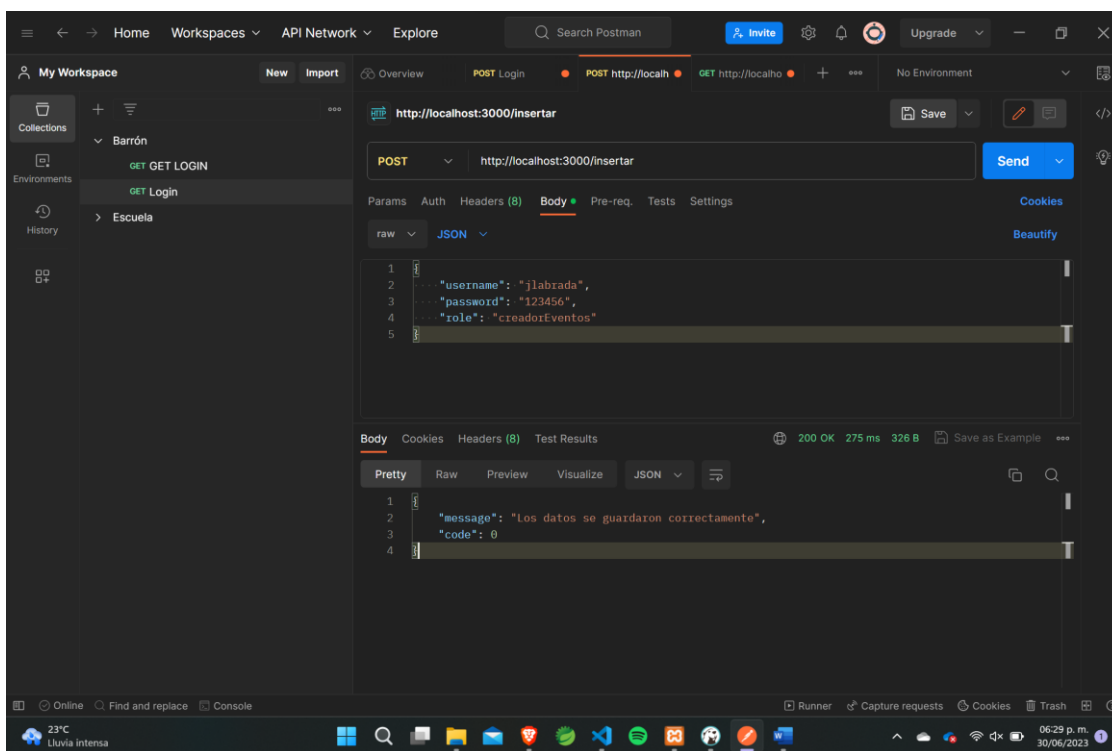 Home Workspaces API Network Explore Search Postman Invite Upgrade
My Workspace New Import Overview POST Login POST http://localh GET http://localho No Environment
Collections
Barrón
GET GET LOGIN
GET Login
Escuela
Environments
History
HTTP http://localhost:3000/insertar Save
POST http://localhost:3000/insertar Send
Params Auth Headers (8) Body Pre-req. Tests Settings Cookies
raw JSON Beautify
1 {
2 "username": "jlabrada",
3 "password": "123456",
4 "role": "creadorEventos"
5 }
Body Cookies Headers (8) Test Results 200 OK 275 ms 326 B Save as Example
Pretty Raw Preview Visualize JSON
1 {
2 "message": "Los datos se guardaron correctamente",
3 "code": 0
4 }
Online Find and replace Console Runner Capture requests Cookies Trash
23°C
Lluvia intensa
06:29 p. m.
30/06/2023
1